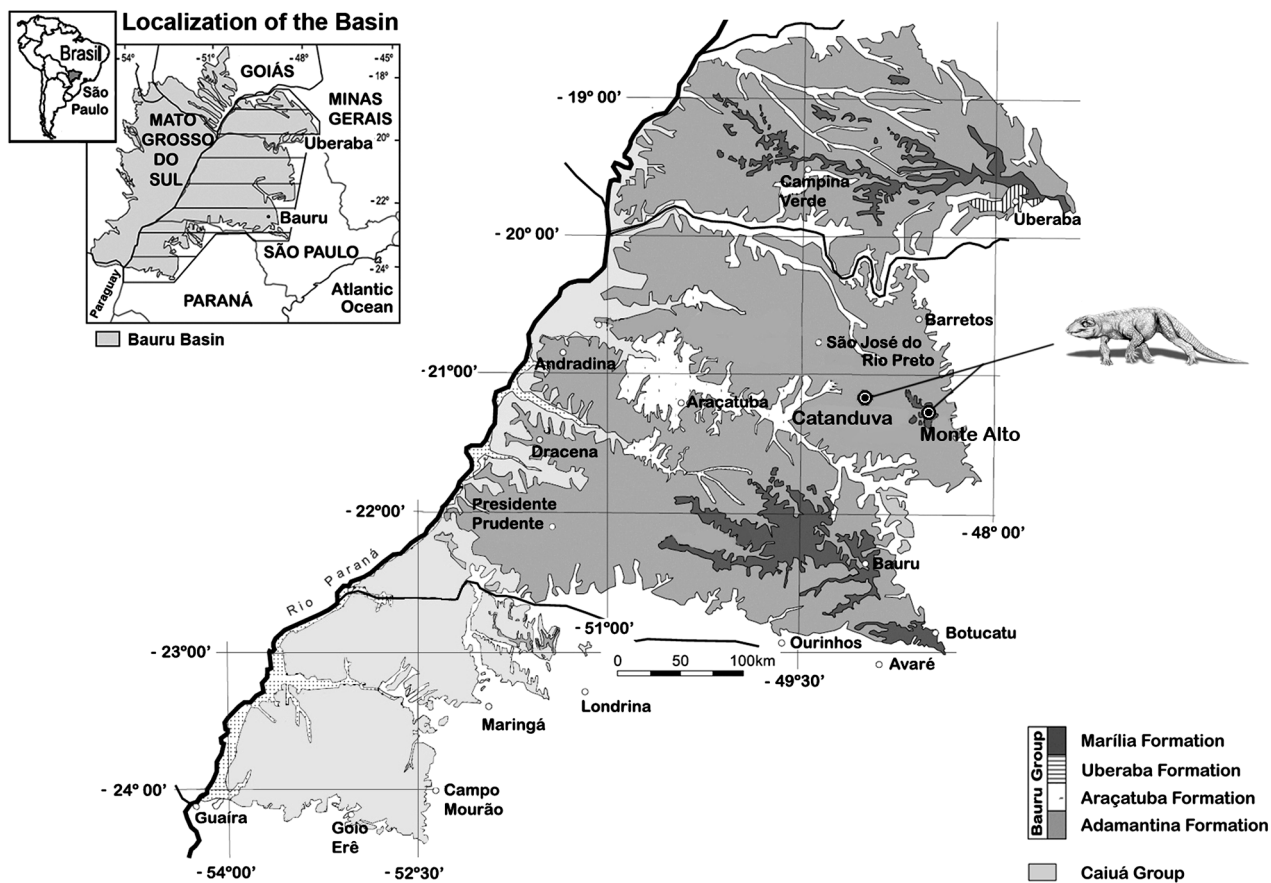 Localization of the Basin
Brasil
São
Paulo
-54°
-51°
-48°
-45°
-18°
GOIÁS
MINAS
GERAIS
MATO
GROSSO
DO
SUL
20°
Uberaba
-22°
Bauru
SÃO PAULO
-24°
Paraguay
PARANÁ
Atlantic
Ocean
Bauru Basin
- 19° 00'
Campina
Verde
Uberaba
- 20° 00'
Barretos
São José do
Rio Preto
Andradina
-21°00'
Araçatuba
Catanduva
Monte Alto
Dracena
Presidente
Prudente
- 22° 00'
- 48° 00'
Bauru
Rio Paraná
- 51°00'
Botucatu
Ourinhos
- 23° 00'
0 50 100km
Avaré
- 49°30'
Londrina
Maringá
- 24° 00'
Campo
Mourão
Guaíra
Goio
Erê
- 54°00'
- 52°30'
Bauru Group
Marília Formation
Uberaba Formation
Araçatuba Formation
Adamantina Formation
Caiuá Group